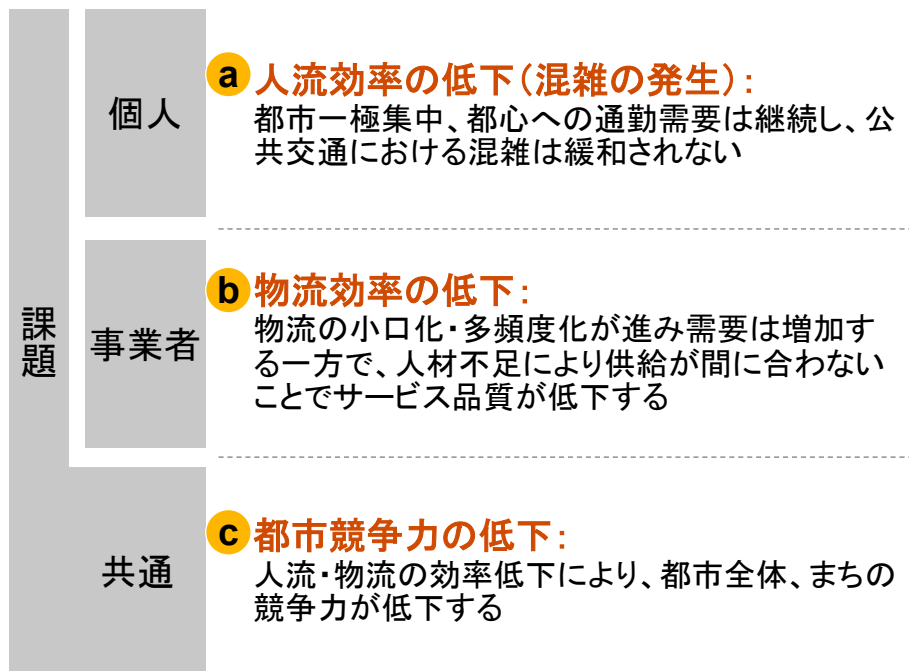 課題
個人
a 人流効率の低下(混雑の発生):
都市一極集中、都心への通勤需要は継続し、公
共交通における混雑は緩和されない
事業者
b 物流効率の低下:
物流の小口化・多頻度化が進み需要は増加す
る一方で、人材不足により供給が間に合わない
ことでサービス品質が低下する
共通
c 都市競争力の低下:
人流・物流の効率低下により、都市全体、まちの
競争力が低下する